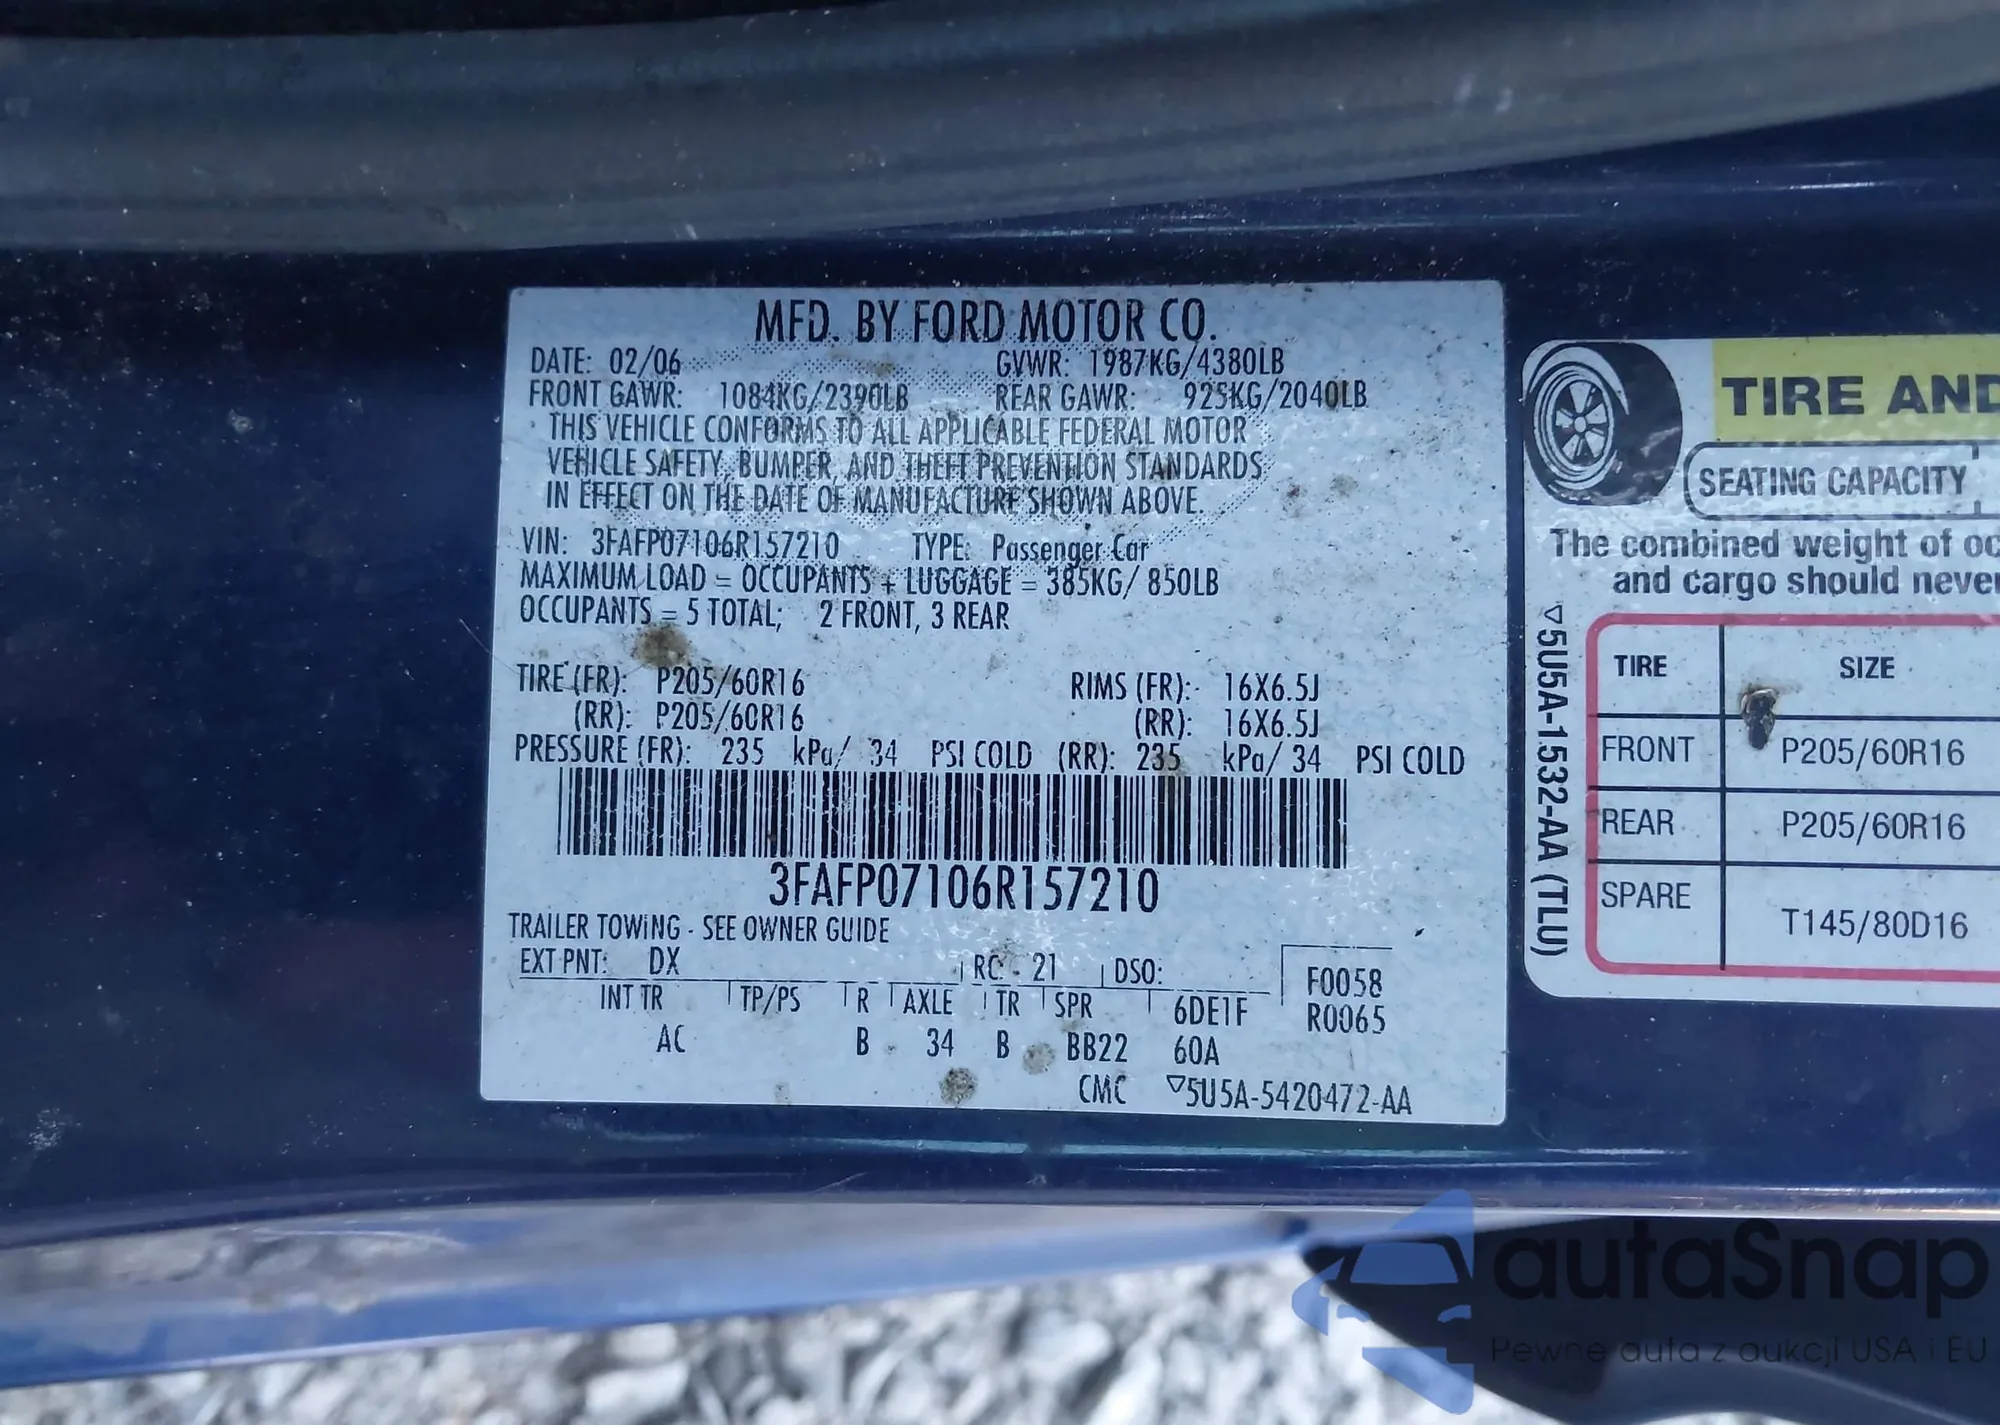 MFD. BY FORD MOTOR CO.
DATE: 02/06 GVWR: 1987KG/4380LB
FRONT GAWR: 1084KG/2390LB REAR GAWR: 925KG/2040LB
THIS VEHICLE CONFORMS TO ALL APPLICABLE FEDERAL MOTOR
VEHICLE SAFETY, BUMPER, AND THEFT PREVENTION STANDARDS
IN EFFECT ON THE DATE OF MANUFACTURE SHOWN ABOVE.
VIN: 3FAFP07106R157210 TYPE: Passenger Car
MAXIMUM LOAD = OCCUPANTS + LUGGAGE = 385KG/ 850LB
OCCUPANTS = 5 TOTAL; 2 FRONT, 3 REAR
TIRE (FR): P205/60R16 RIMS (FR): 16X6.5J
(RR): P205/60R16 (RR): 16X6.5J
PRESSURE (FR): 235 kPa/ 34 PSI COLD (RR): 235 kPa/ 34 PSI COLD
3FAFP07106R157210
TRAILER TOWING - SEE OWNER GUIDE
EXT PNT: DX RC: 21 DSO: F0058
INT TR TP/PS R AXLE TR SPR 6DE1F R0065
AC B 34 B BB22 60A
CMC ▽5U5A-5420472-AA
TIRE AND
SEATING CAPACITY
The combined weight of oc
and cargo should never
▽5U5A-1532-AA (TLU)
TIRE SIZE
FRONT P205/60R16
REAR P205/60R16
SPARE T145/80D16
autaSnap
Pewne auta z aukcji USA i EU